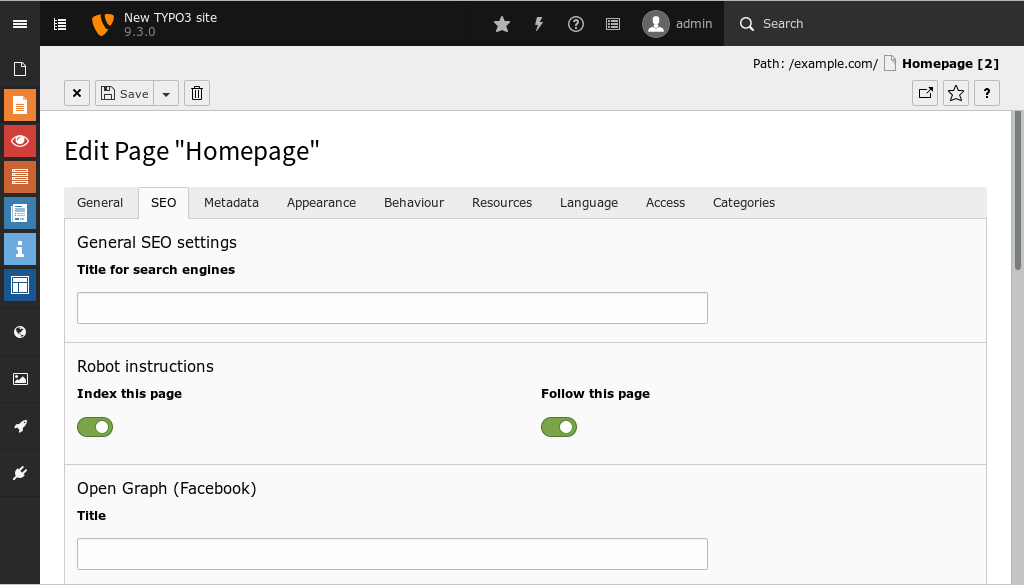 New TYPO3 site
9.3.0
admin
Search
Path: /example.com/ Homepage [2]
Save
?
Edit Page "Homepage"
General SEO Metadata Appearance Behaviour Resources Language Access Categories
General SEO settings
Title for search engines
Robot instructions
Index this page Follow this page
Open Graph (Facebook)
Title